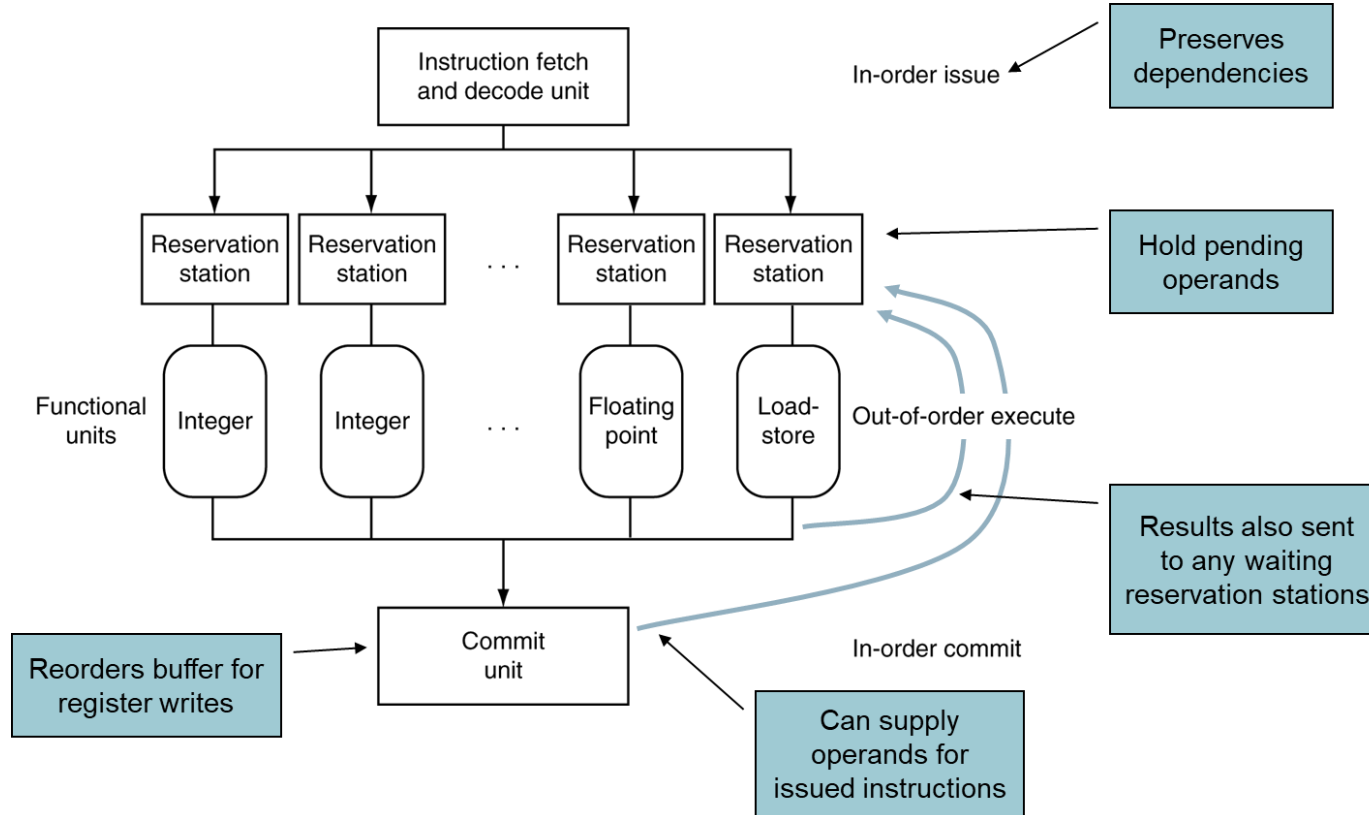 Instruction fetch
and decode unit
In-order issue
Preserves
dependencies
Reservation
station
Reservation
station
. . .
Reservation
station
Reservation
station
Hold pending
operands
Functional
units
Integer
Integer
. . .
Floating
point
Load-
store
Out-of-order execute
Results also sent
to any waiting
reservation stations
Commit
unit
In-order commit
Reorders buffer for
register writes
Can supply
operands for
issued instructions